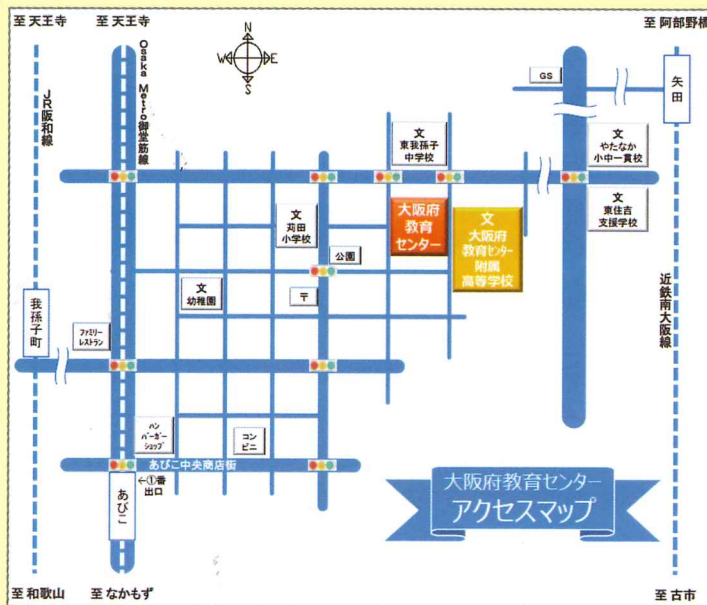 至 天王寺
至 天王寺
至 阿部野橋
JR阪和線
Osaka Metro御堂筋線
N
W
E
S
GS
矢田
文
東我孫子
中学校
文
やたなか
小中一貫校
文
苅田
小学校
大阪府
教育
センター
文
大阪府
教育センター
附属
高等学校
文
東住吉
支援学校
公園
文
幼稚園
〒
我孫子町
ファミリー
レストラン
近鉄南大阪線
ハン
バーガー
ショップ
コン
ビニ
あびこ中央商店街
←①番
出口
あびこ
大阪府教育センター
アクセスマップ
至 和歌山
至 なかもず
至 古市